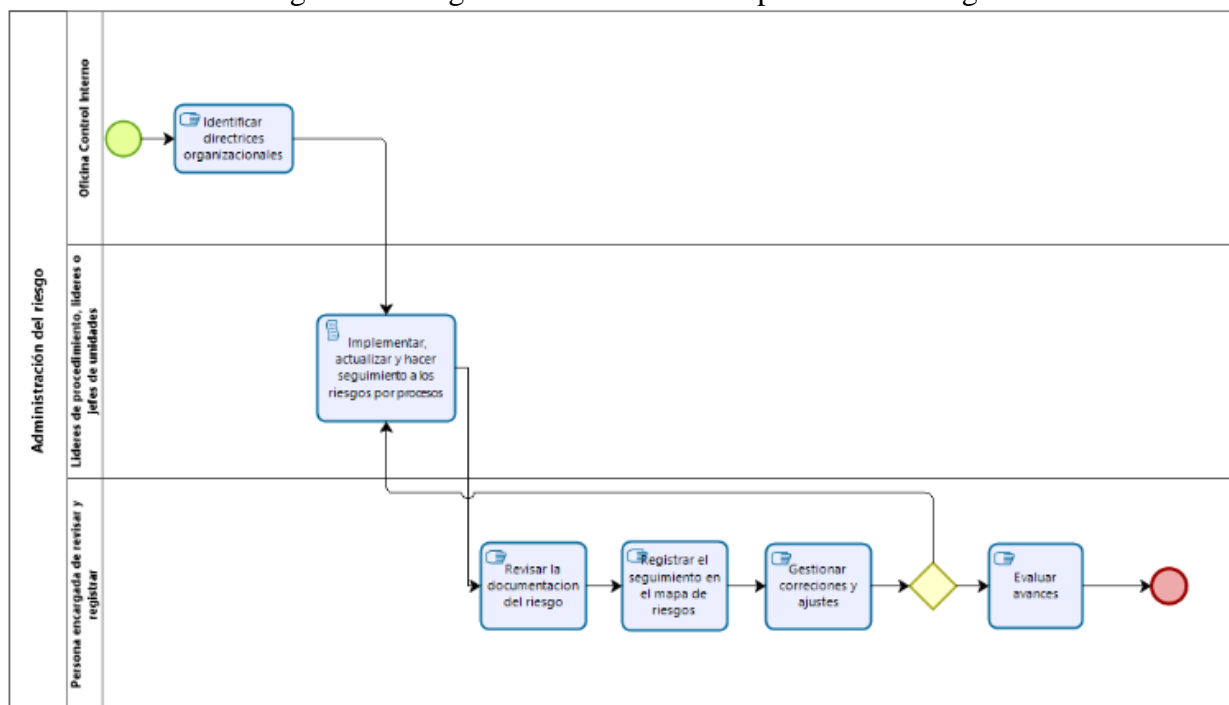 Administración del riesgo
Oficina Control Interno
Identificar
directrices
organizacionales
Lideres de procedimiento, lideres o
jefes de unidades
Implementar,
actualizar y hacer
seguimiento a los
riesgos por procesos
Persona encargada de revisar y
registrar
Revisar la
documentacion
del riesgo
Registrar el
seguimiento en
el mapa de
riesgos
Gestionar
correciones y
ajustes
Evaluar
avances